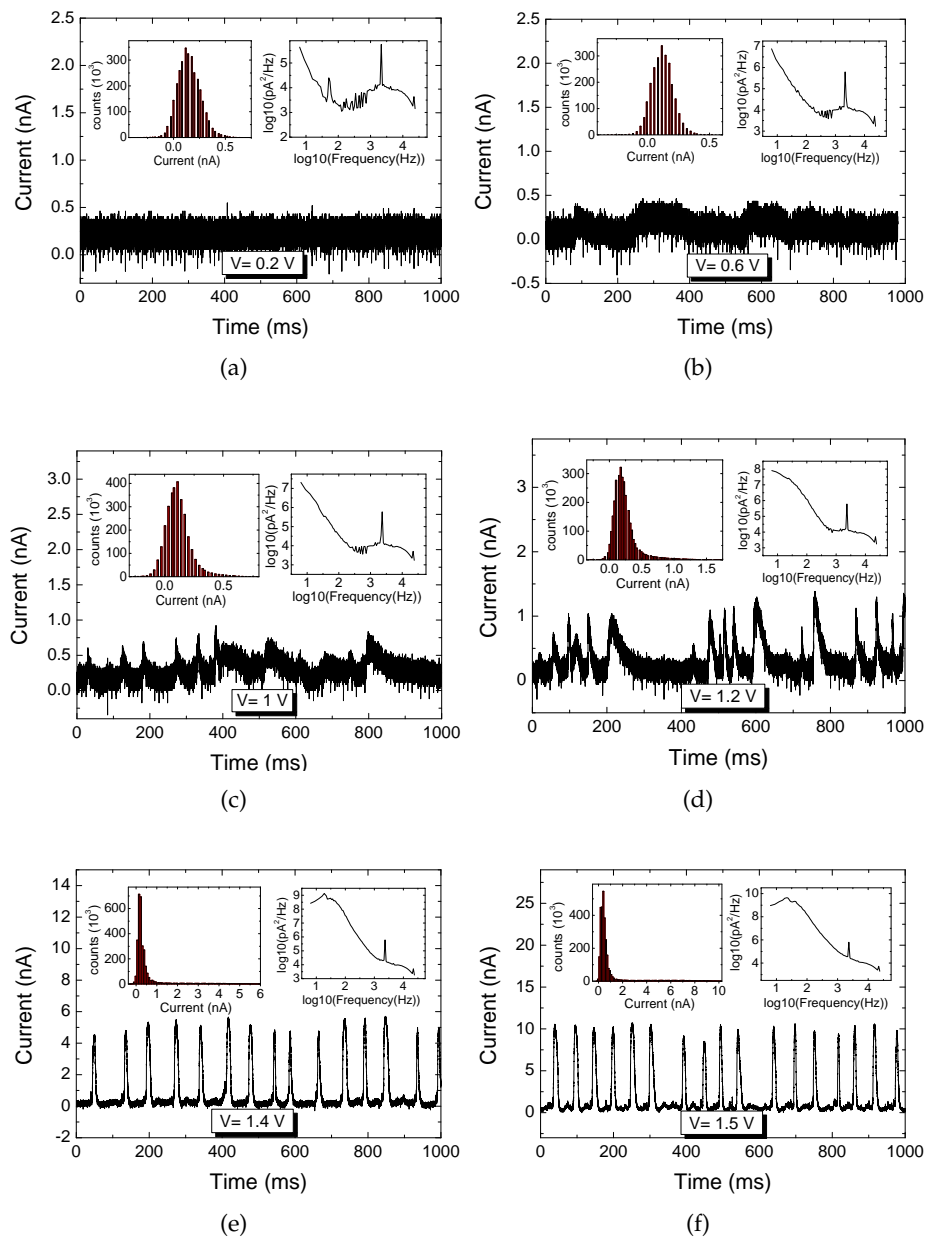 2.5
2.0
1.5
1.0
0.5
0.0
Current (nA)
300
200
100
0
counts (10³)
0.0 0.5
Current (nA)
6
5
4
3
2
log10(pA²/Hz)
1 2 3 4
log10(Frequency(Hz))
V= 0.2 V
0 200 400 600 800 1000
Time (ms)
(a)
2.5
2.0
1.5
1.0
0.5
0.0
-0.5
Current (nA)
300
200
100
0
counts (10³)
0.0 0.5
Current (nA)
7
6
5
4
3
log10(pA²/Hz)
1 2 3 4
log10(Frequency(Hz))
V= 0.6 V
0 200 400 600 800 1000
Time (ms)
(b)
3.0
2.5
2.0
1.5
1.0
0.5
0.0
Current (nA)
400
300
200
100
0
counts (10³)
0.0 0.5
Current (nA)
7
6
5
4
3
log10(pA²/Hz)
1 2 3 4
log10(Frequency(Hz))
V= 1 V
0 200 400 600 800 1000
Time (ms)
(c)
3
2
1
0
Current (nA)
300
200
100
0
counts (10³)
0.0 0.5 1.0 1.5
Current (nA)
8
6
4
2
log10(pA²/Hz)
1 2 3 4
log10(Frequency(Hz))
V= 1.2 V
0 200 400 600 800 1000
Time (ms)
(d)
14
12
10
8
6
4
2
0
-2
Current (nA)
600
400
200
0
counts (10³)
0 1 2 3 4 5 6
Current (nA)
9
8
7
6
5
4
3
log10(pA²/Hz)
1 2 3 4
log10(Frequency(Hz))
V= 1.4 V
0 200 400 600 800 1000
Time (ms)
(e)
25
20
15
10
5
0
Current (nA)
400
200
0
counts (10³)
0 2 4 6 8 10
Current (nA)
10
8
6
4
log10(pA²/Hz)
1 2 3 4
log10(Frequency(Hz))
V= 1.5 V
0 200 400 600 800 1000
Time (ms)
(f)